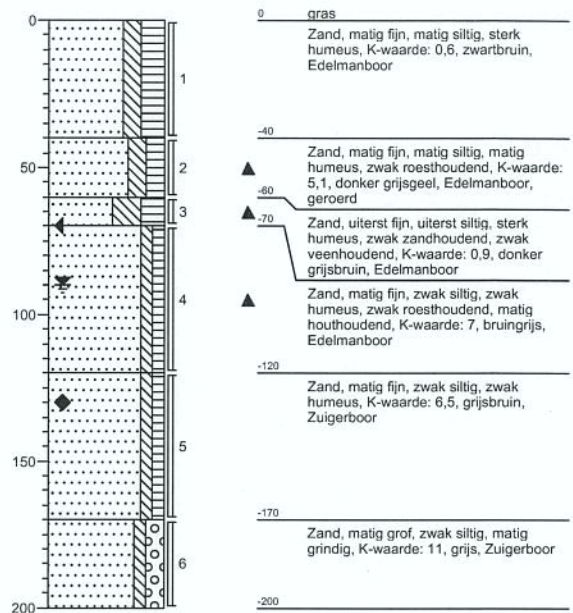 0
gras
Zand, matig fijn, matig siltig, sterk
humeus, K-waarde: 0,6, zwartbruin,
Edelmanboor
1
-40
Zand, matig fijn, matig siltig, matig
humeus, zwak roesthoudend, K-waarde:
5,1, donker grijsgeel, Edelmanboor,
geroerd
2
50
-60
3
-70
Zand, uiterst fijn, uiterst siltig, sterk
humeus, zwak zandhoudend, zwak
veenhoudend, K-waarde: 0,9, donker
grijsbruin, Edelmanboor
4
100
Zand, matig fijn, zwak siltig, zwak
humeus, zwak roesthoudend, matig
houthoudend, K-waarde: 7, bruingrijs,
Edelmanboor
-120
Zand, matig fijn, zwak siltig, zwak
humeus, K-waarde: 6,5, grijsbruin,
Zuigerboor
5
150
-170
Zand, matig grof, zwak siltig, matig
grindig, K-waarde: 11, grijs, Zuigerboor
6
200
-200
0